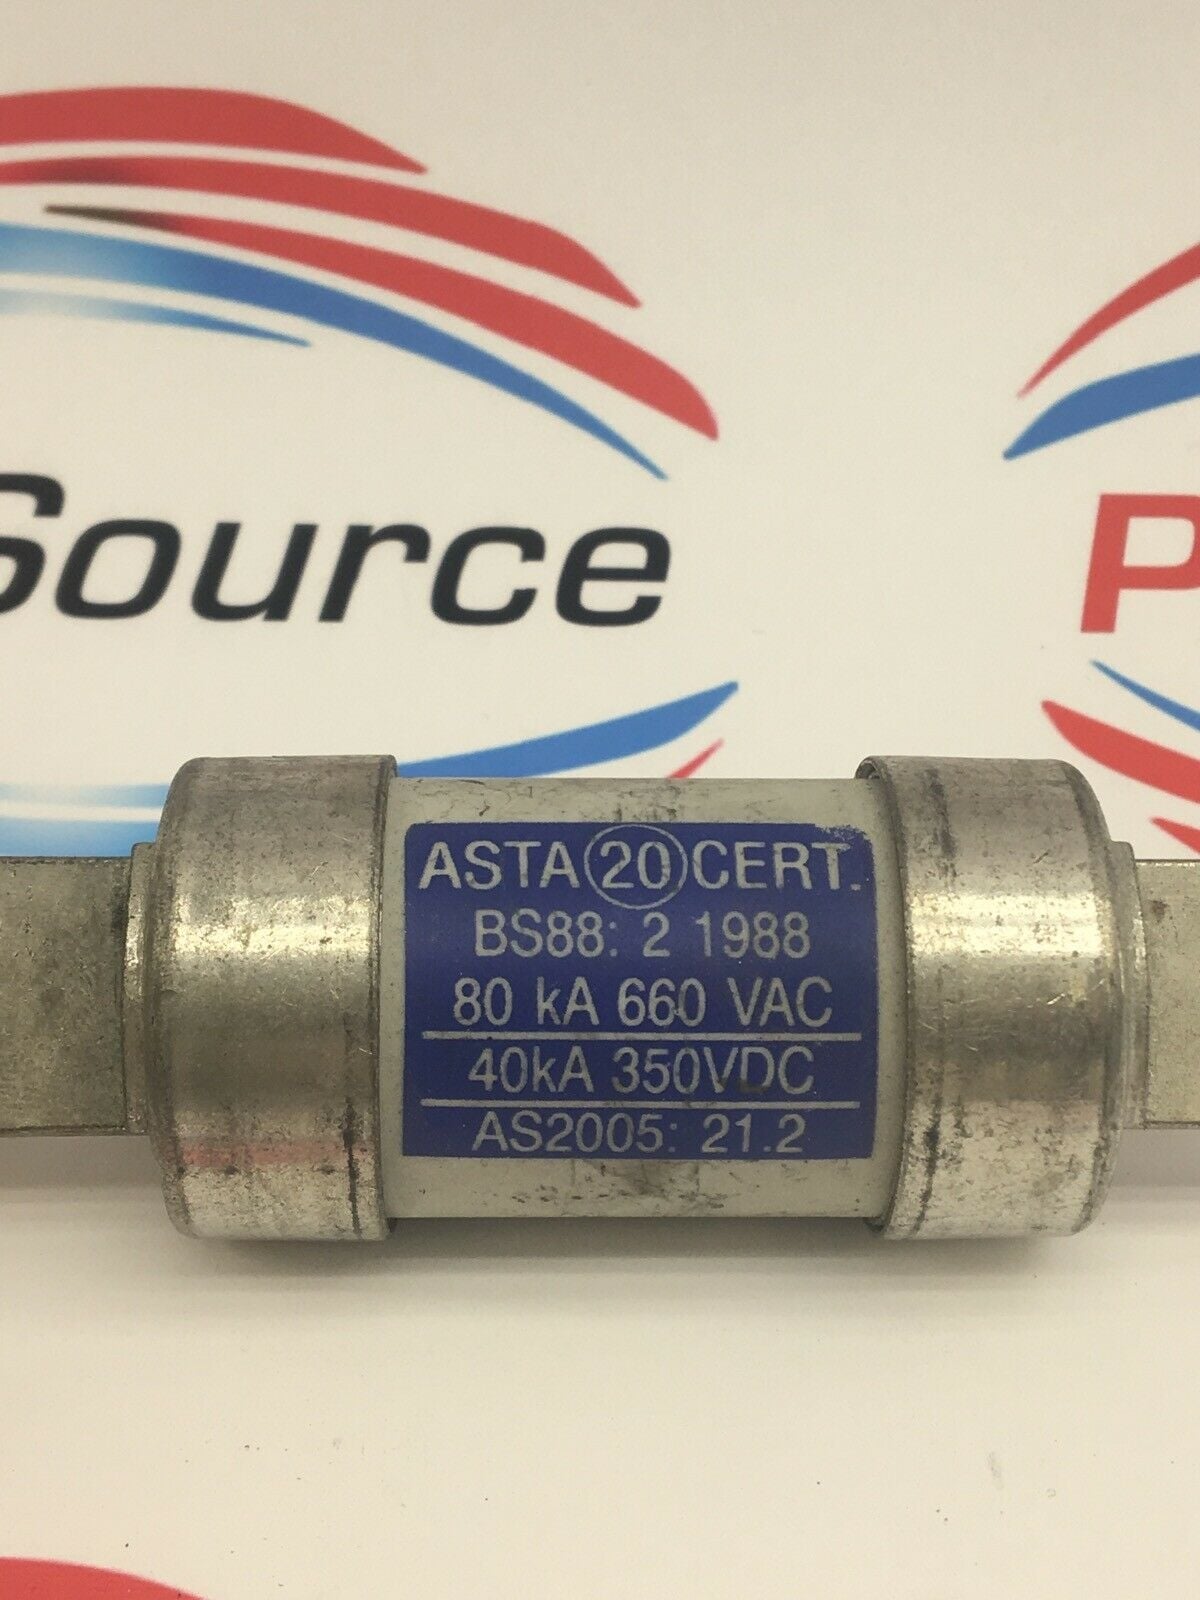 Source
P
ASTA 20 CERT.
BS88: 2 1988
80 kA 660 VAC
40kA 350VDC
AS2005: 21.2